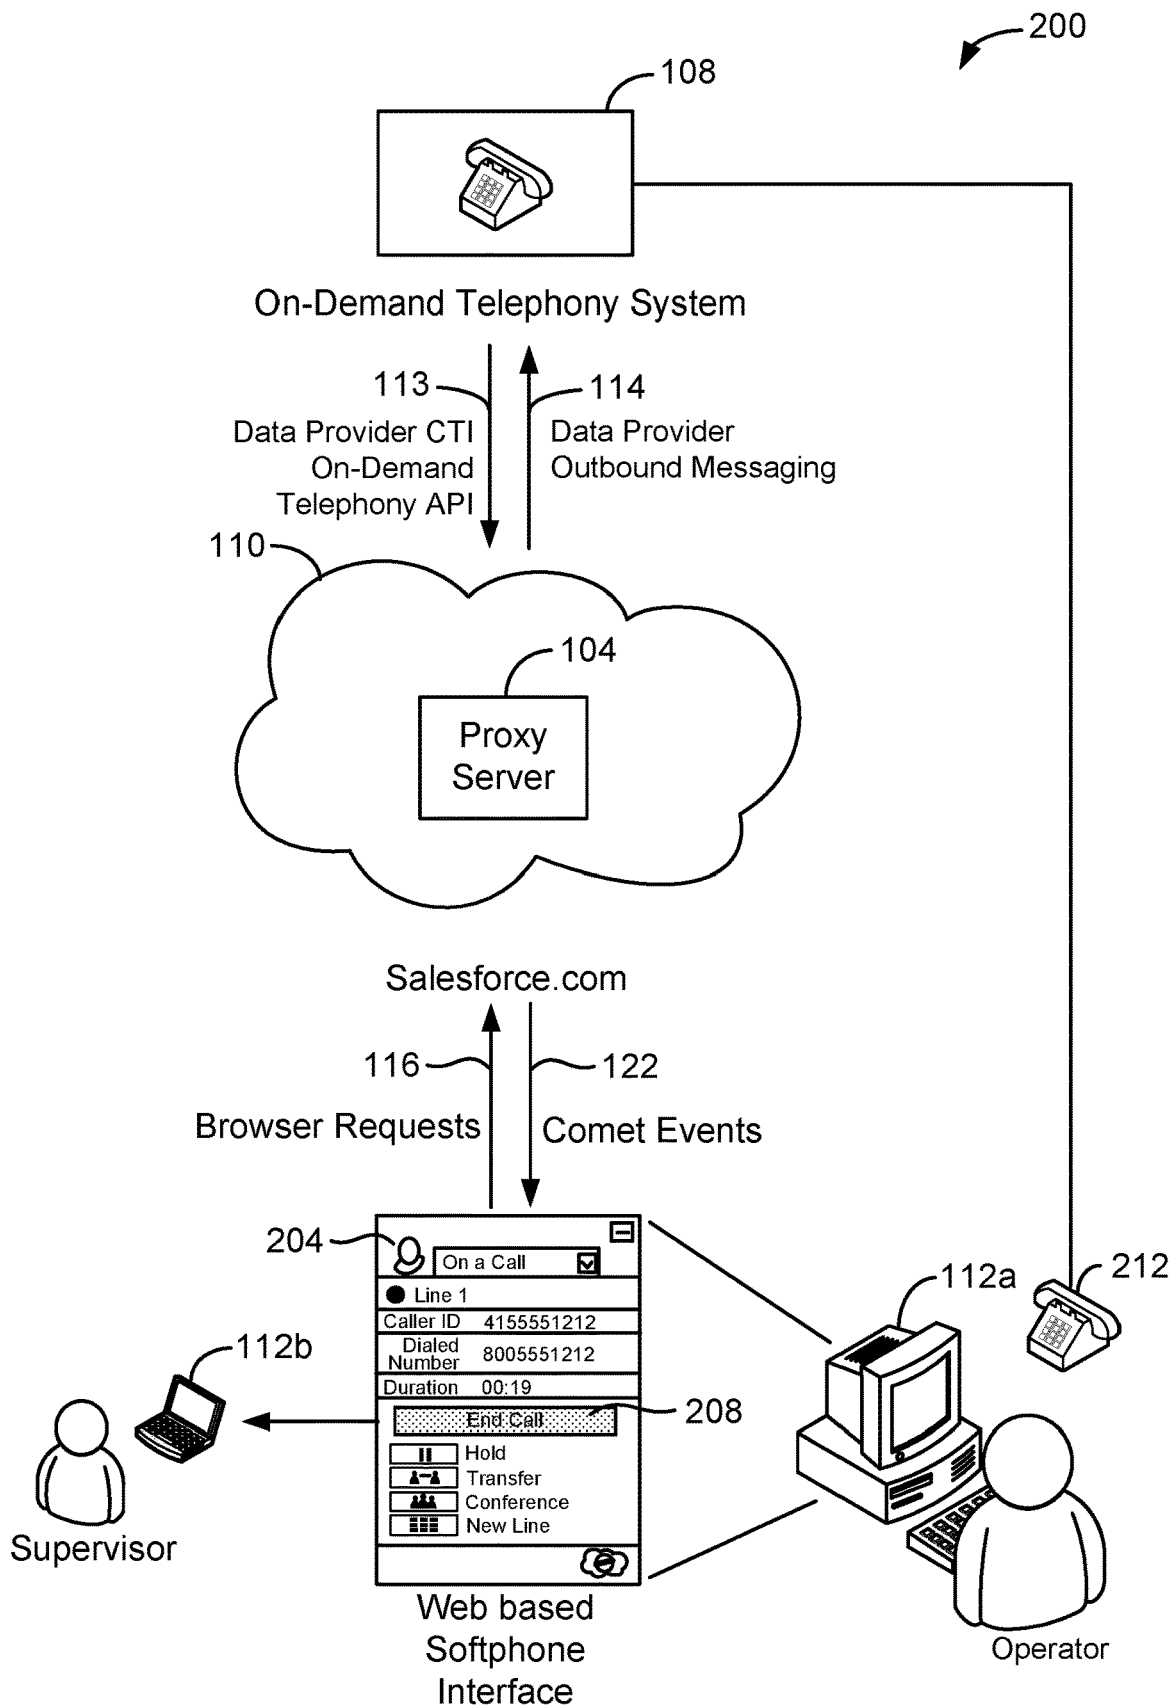 200
108
On-Demand Telephony System
113
114
Data Provider CTI
On-Demand
Telephony API
Data Provider
Outbound Messaging
110
104
Proxy
Server
Salesforce.com
116
122
Browser Requests
Comet Events
204
On a Call
Line 1
Caller ID 4155551212
Dialed
Number 8005551212
Duration 00:19
End Call
208
Hold
Transfer
Conference
New Line
112b
Supervisor
112a
212
Operator
Web based
Softphone
Interface